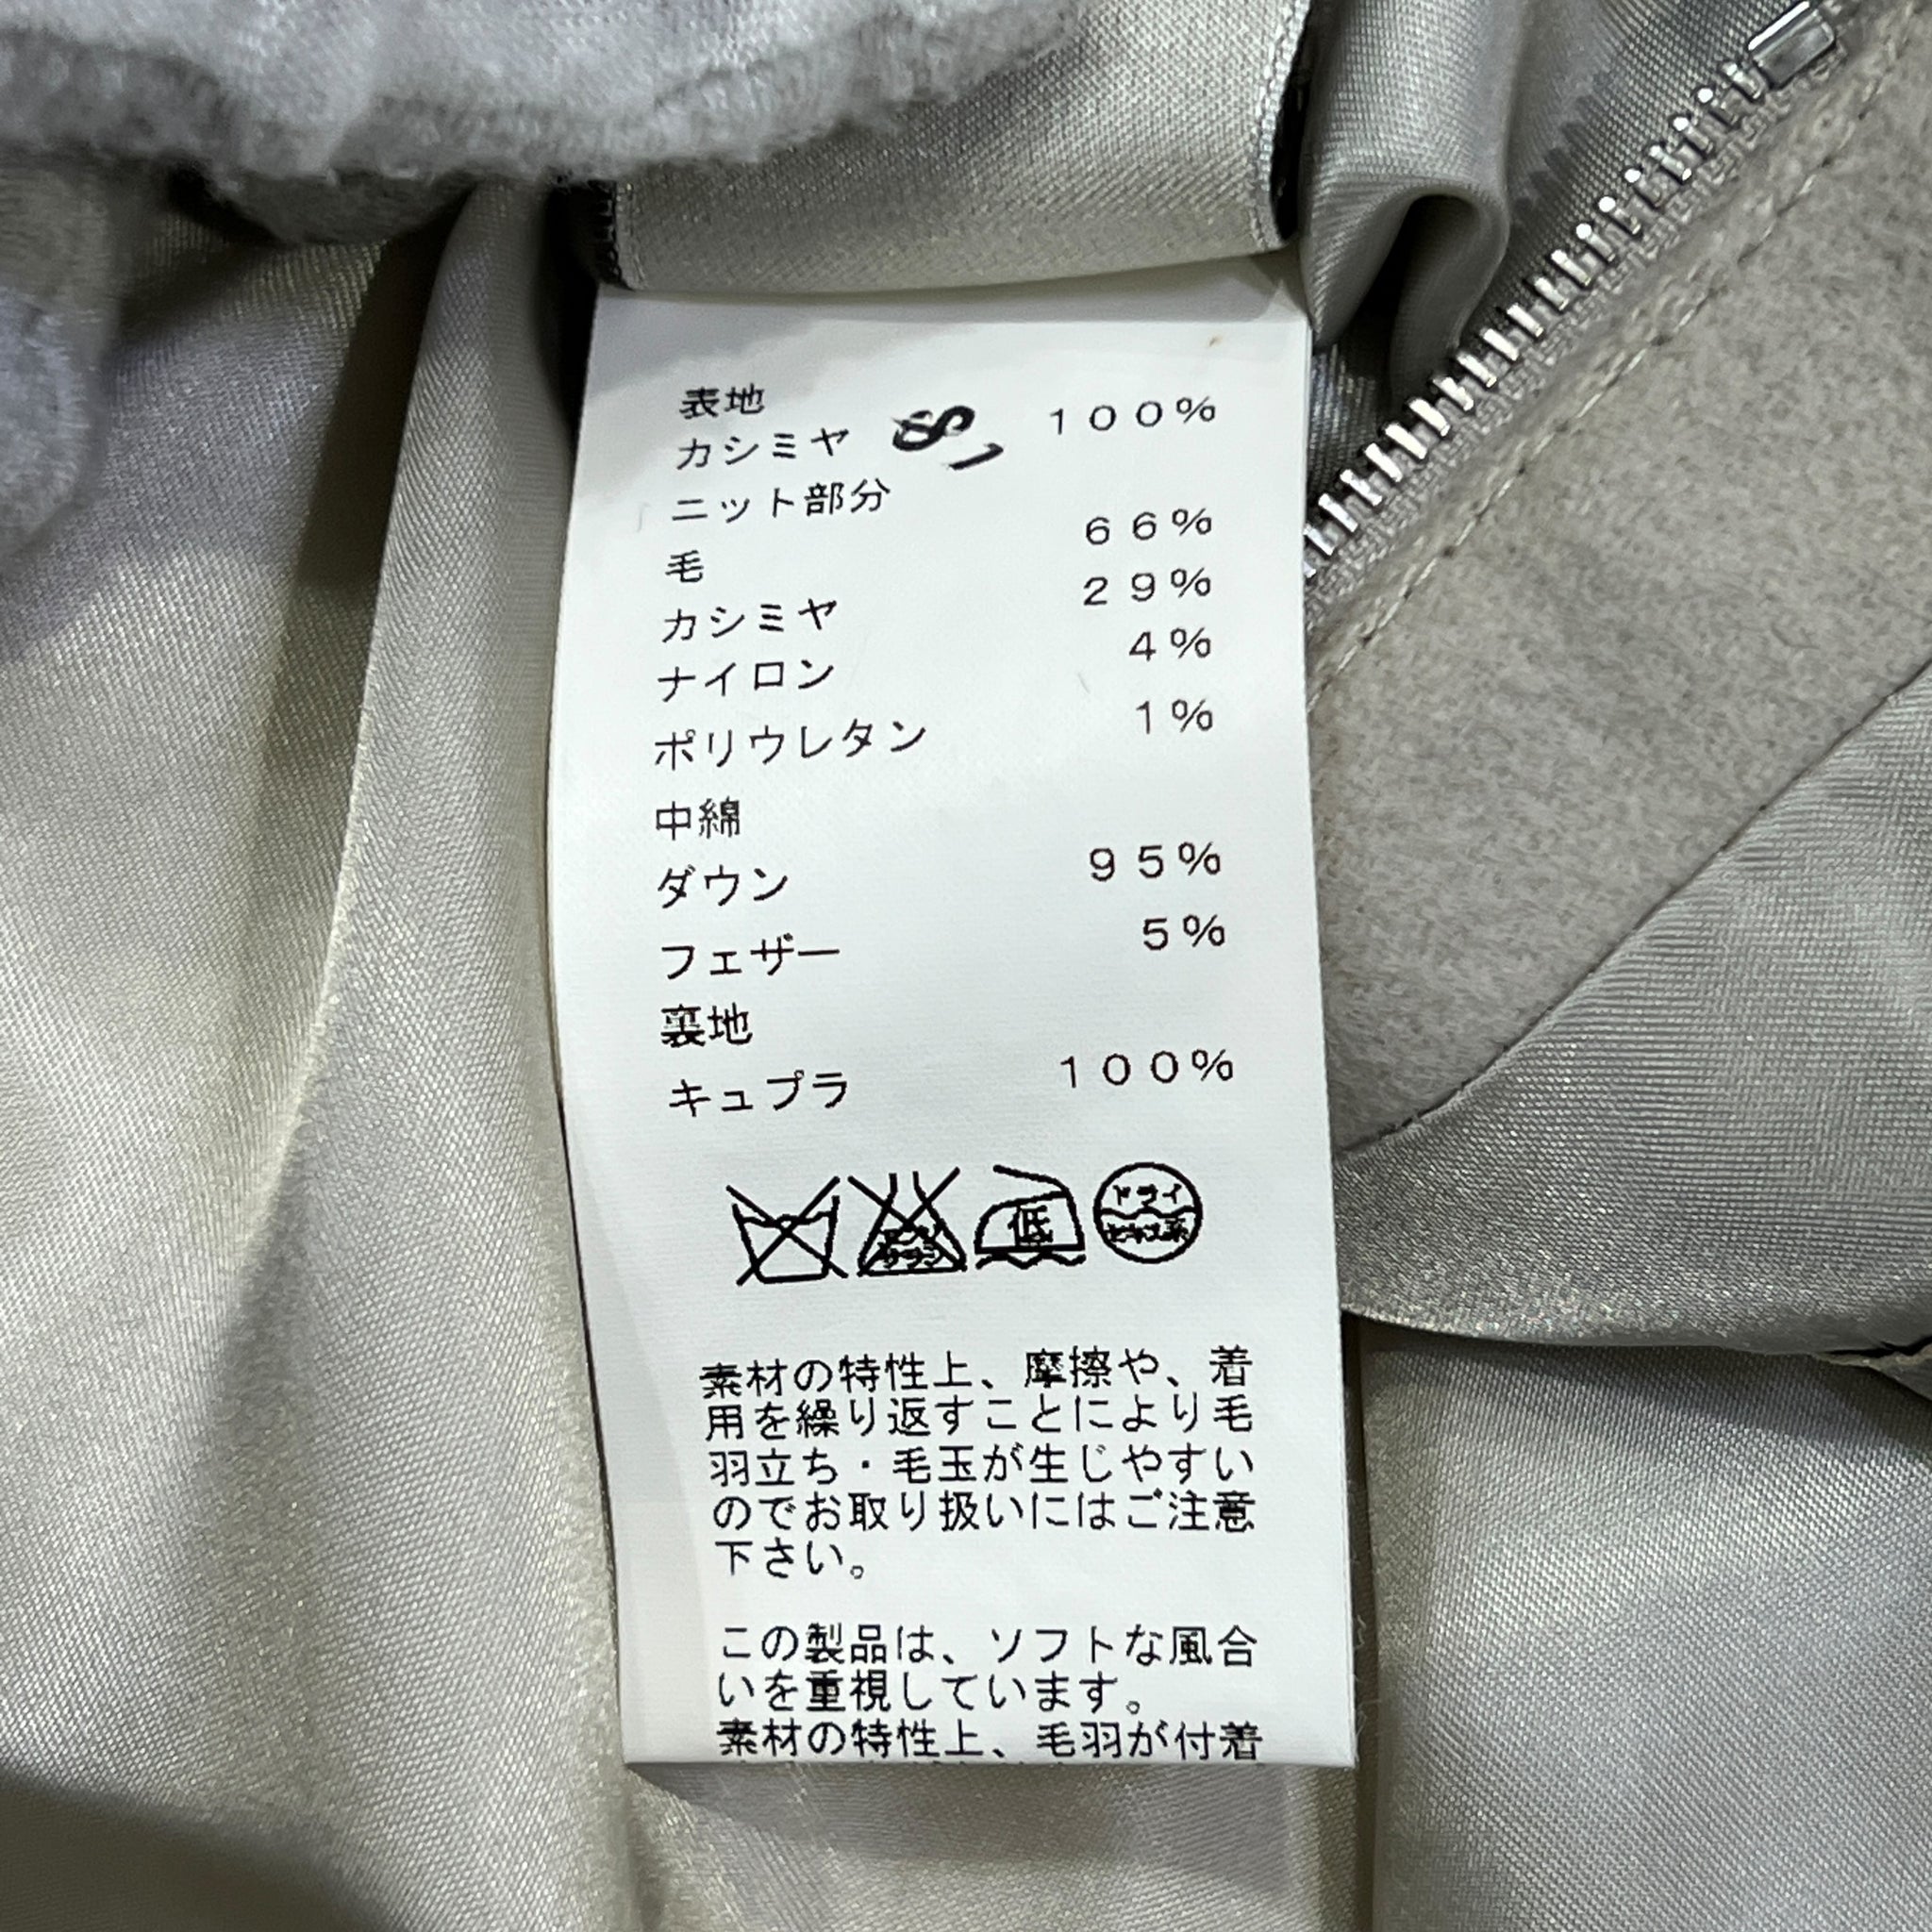 表地
カシミヤ 100%
ニット部分
毛 66%
カシミヤ 29%
ナイロン 4%
ポリウレタン 1%
中綿
ダウン 95%
フェザー 5%
裏地
キュプラ 100%
低 ドライ
素材の特性上、摩擦や、着
用を繰り返すことにより毛
羽立ち・毛玉が生じやすい
のでお取り扱いにはご注意
下さい。
この製品は、ソフトな風合
いを重視しています。
素材の特性上、毛羽が付着